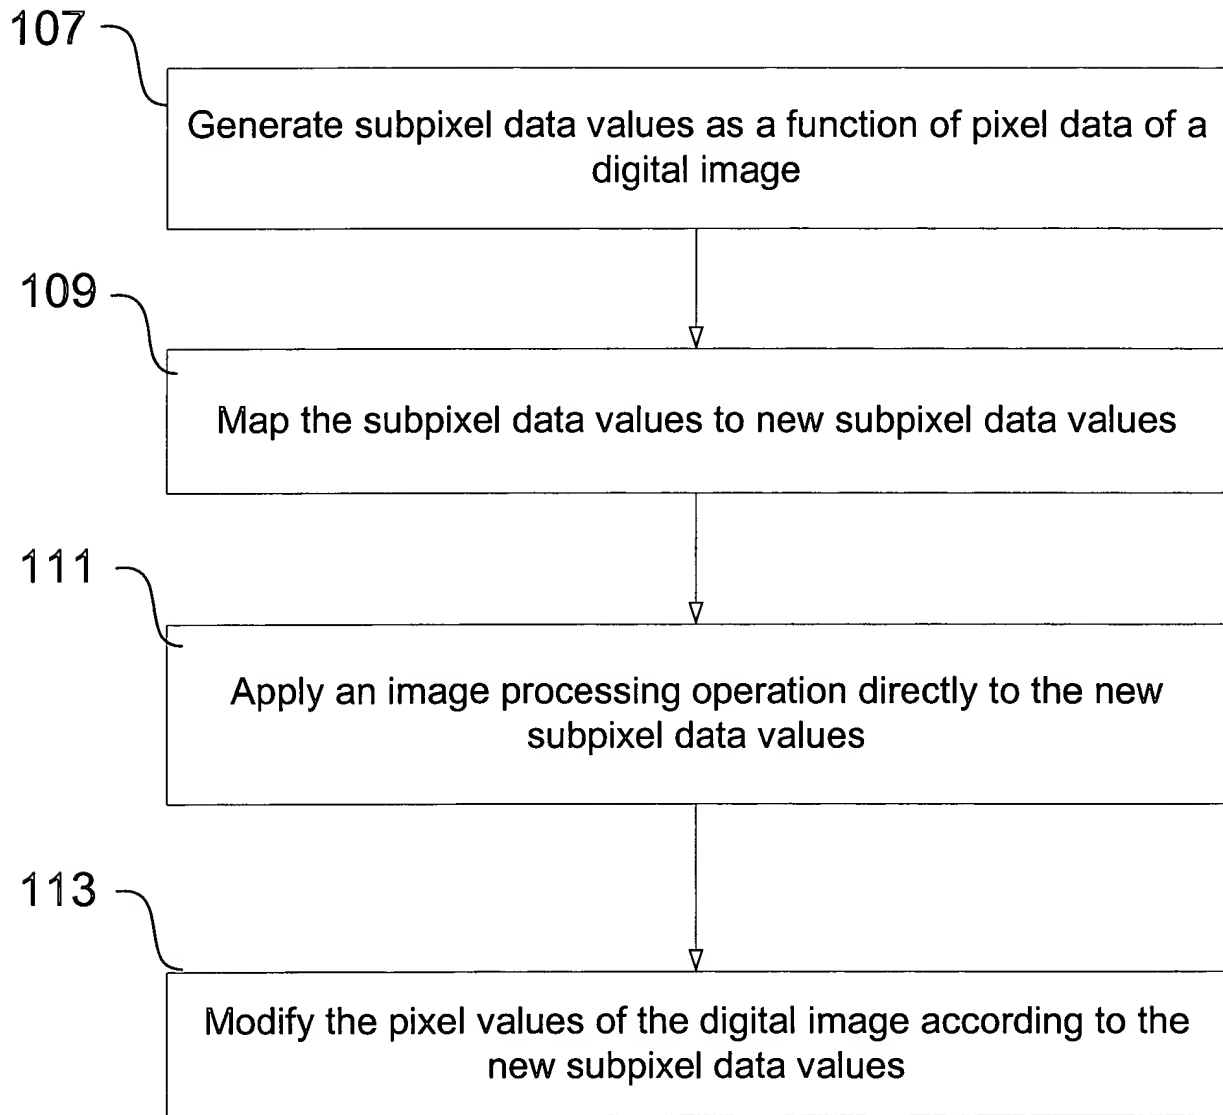 107
Generate subpixel data values as a function of pixel data of a
digital image
109
Map the subpixel data values to new subpixel data values
111
Apply an image processing operation directly to the new
subpixel data values
113
Modify the pixel values of the digital image according to the
new subpixel data values